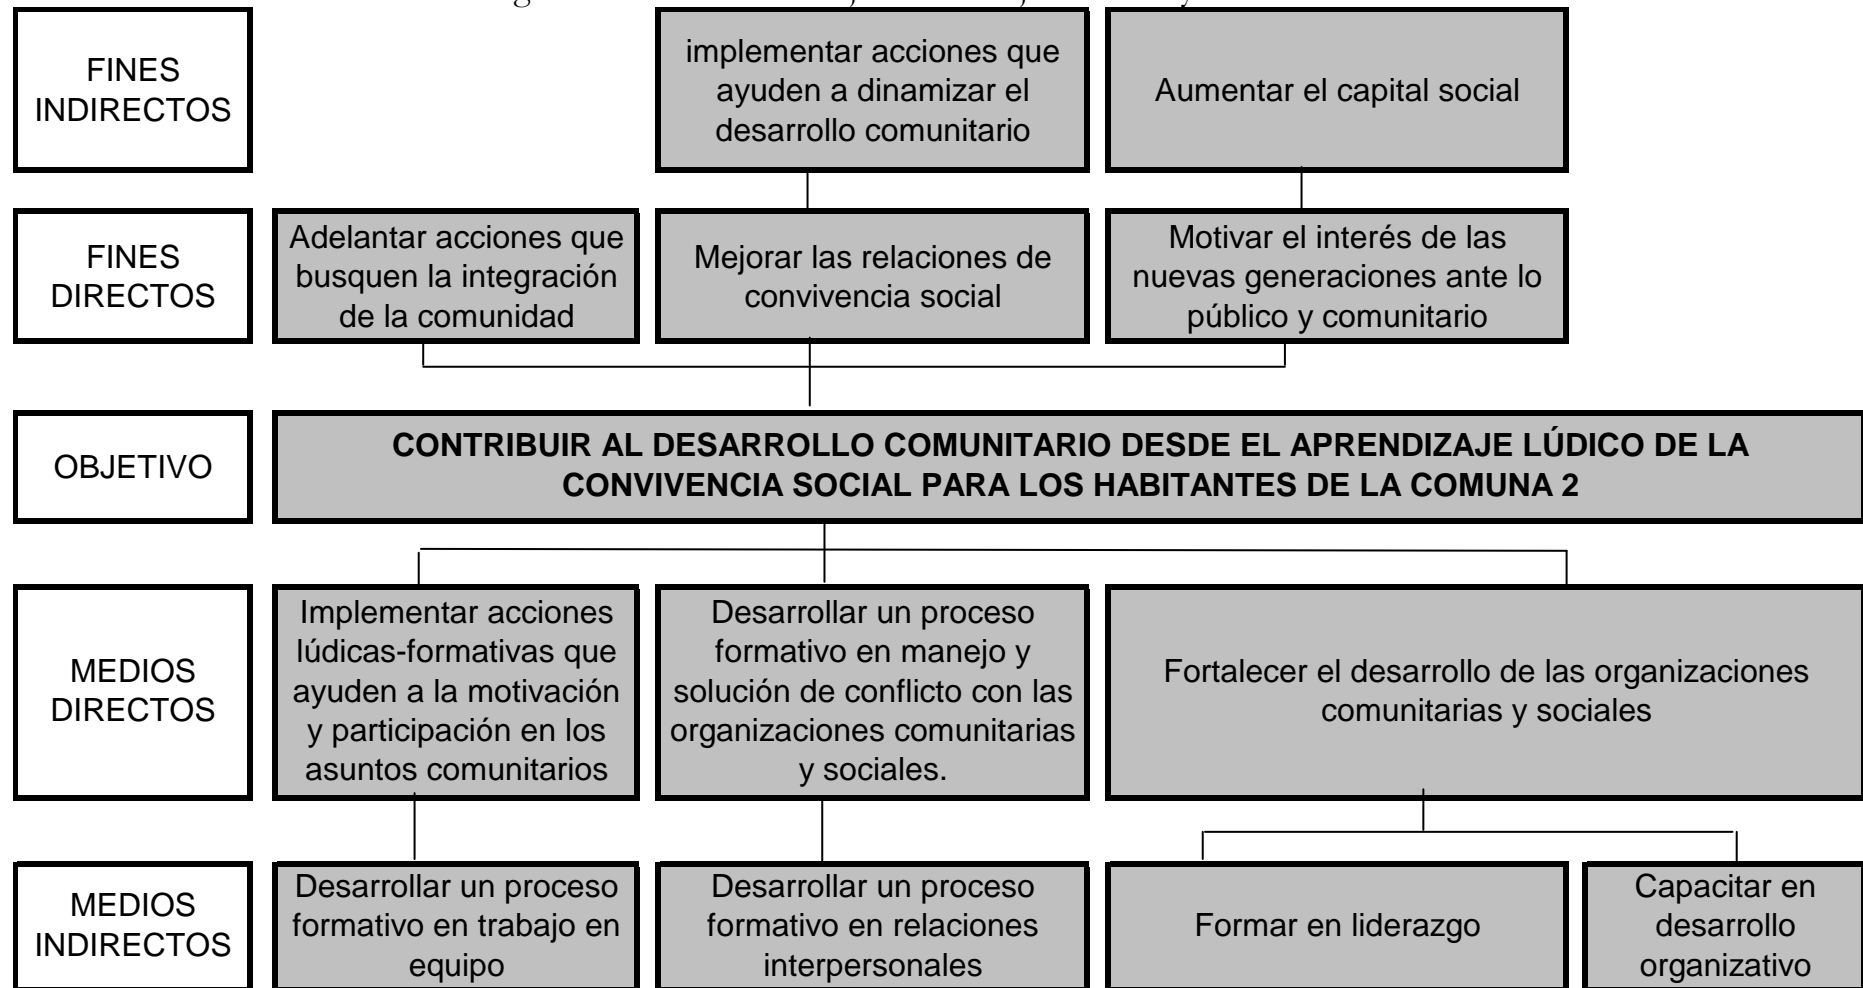 FINES
INDIRECTOS
implementar acciones que
ayuden a dinamizar el
desarrollo comunitario
Aumentar el capital social
FINES
DIRECTOS
Adelantar acciones que
busquen la integración
de la comunidad
Mejorar las relaciones de
convivencia social
Motivar el interés de las
nuevas generaciones ante lo
público y comunitario
OBJETIVO
CONTRIBUIR AL DESARROLLO COMUNITARIO DESDE EL APRENDIZAJE LÚDICO DE LA
CONVIVENCIA SOCIAL PARA LOS HABITANTES DE LA COMUNA 2
MEDIOS
DIRECTOS
Implementar acciones
lúdicas-formativas que
ayuden a la motivación
y participación en los
asuntos comunitarios
Desarrollar un proceso
formativo en manejo y
solución de conflicto con las
organizaciones comunitarias
y sociales.
Fortalecer el desarrollo de las organizaciones
comunitarias y sociales
MEDIOS
INDIRECTOS
Desarrollar un proceso
formativo en trabajo en
equipo
Desarrollar un proceso
formativo en relaciones
interpersonales
Formar en liderazgo
Capacitar en
desarrollo
organizativo